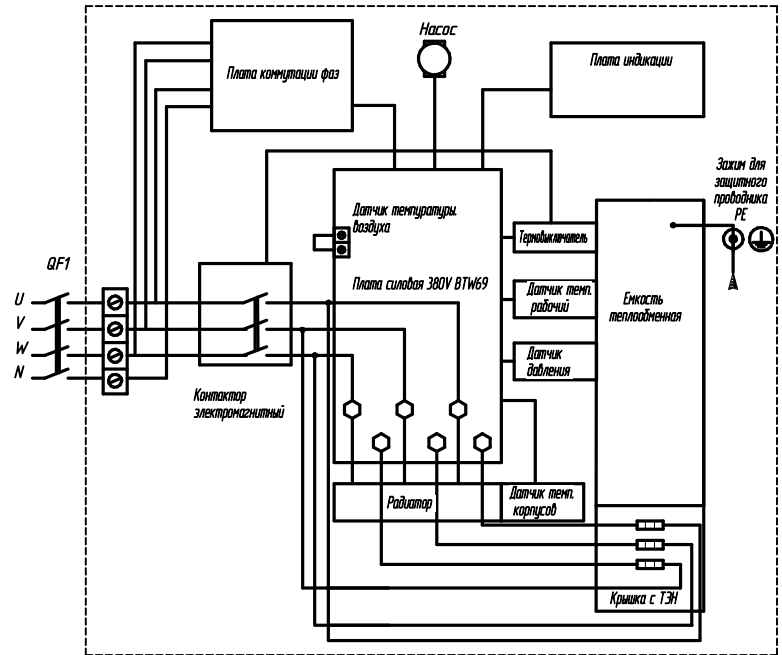 Насос
Плата коммутации фаз
Плата индикации
Зажим для
защитного
проводника
PE
Датчик темпуратуры.
воздуха
Термовыключатель
QF1
Плата силовая 380V BTW69
Датчик темп.
рабочий
Емкость
теплообменная
U
V
W
N
Датчик
давления
Контактор
электромагнитный
Радиатор
Датчик темп.
корпусов
Крышка с ТЭН